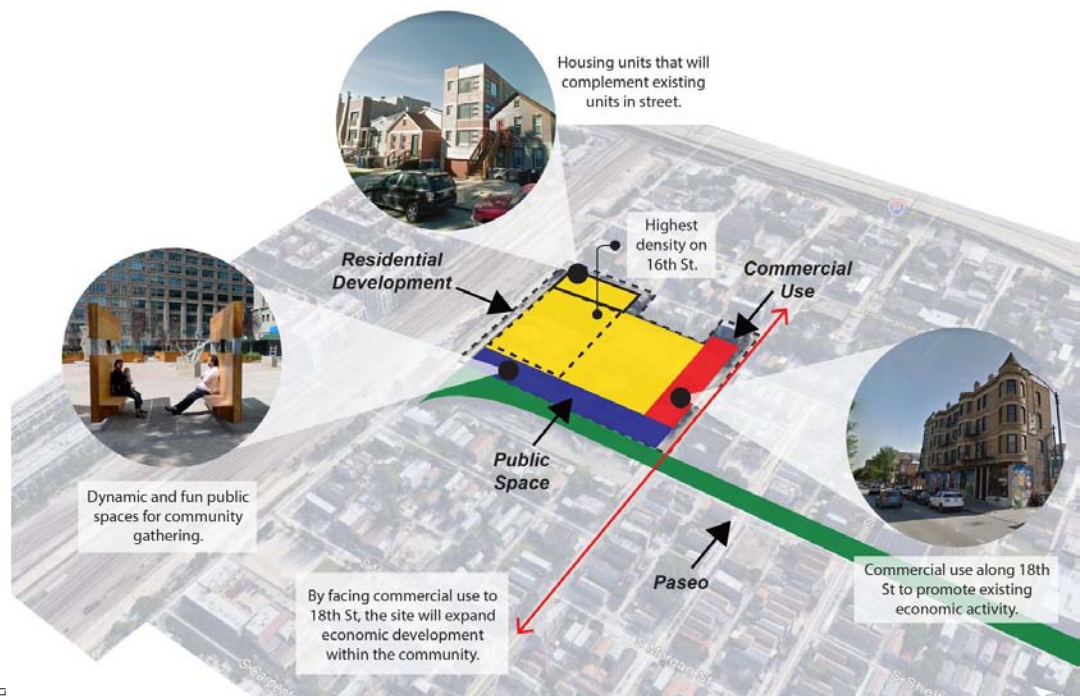 Housing units that will
complement existing
units in street.
Highest
density on
16th St.
Residential
Development
Commercial
Use
Public
Space
Paseo
Dynamic and fun public
spaces for community
gathering.
By facing commercial use to
18th St, the site will expand
economic development
within the community.
Commercial use along 18th
St to promote existing
economic activity.
S Morgan St